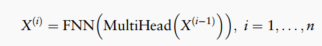 X⁽ⁱ⁾ = FNN(MultiHead(X⁽ⁱ⁻¹⁾)), i = 1, . . . , n